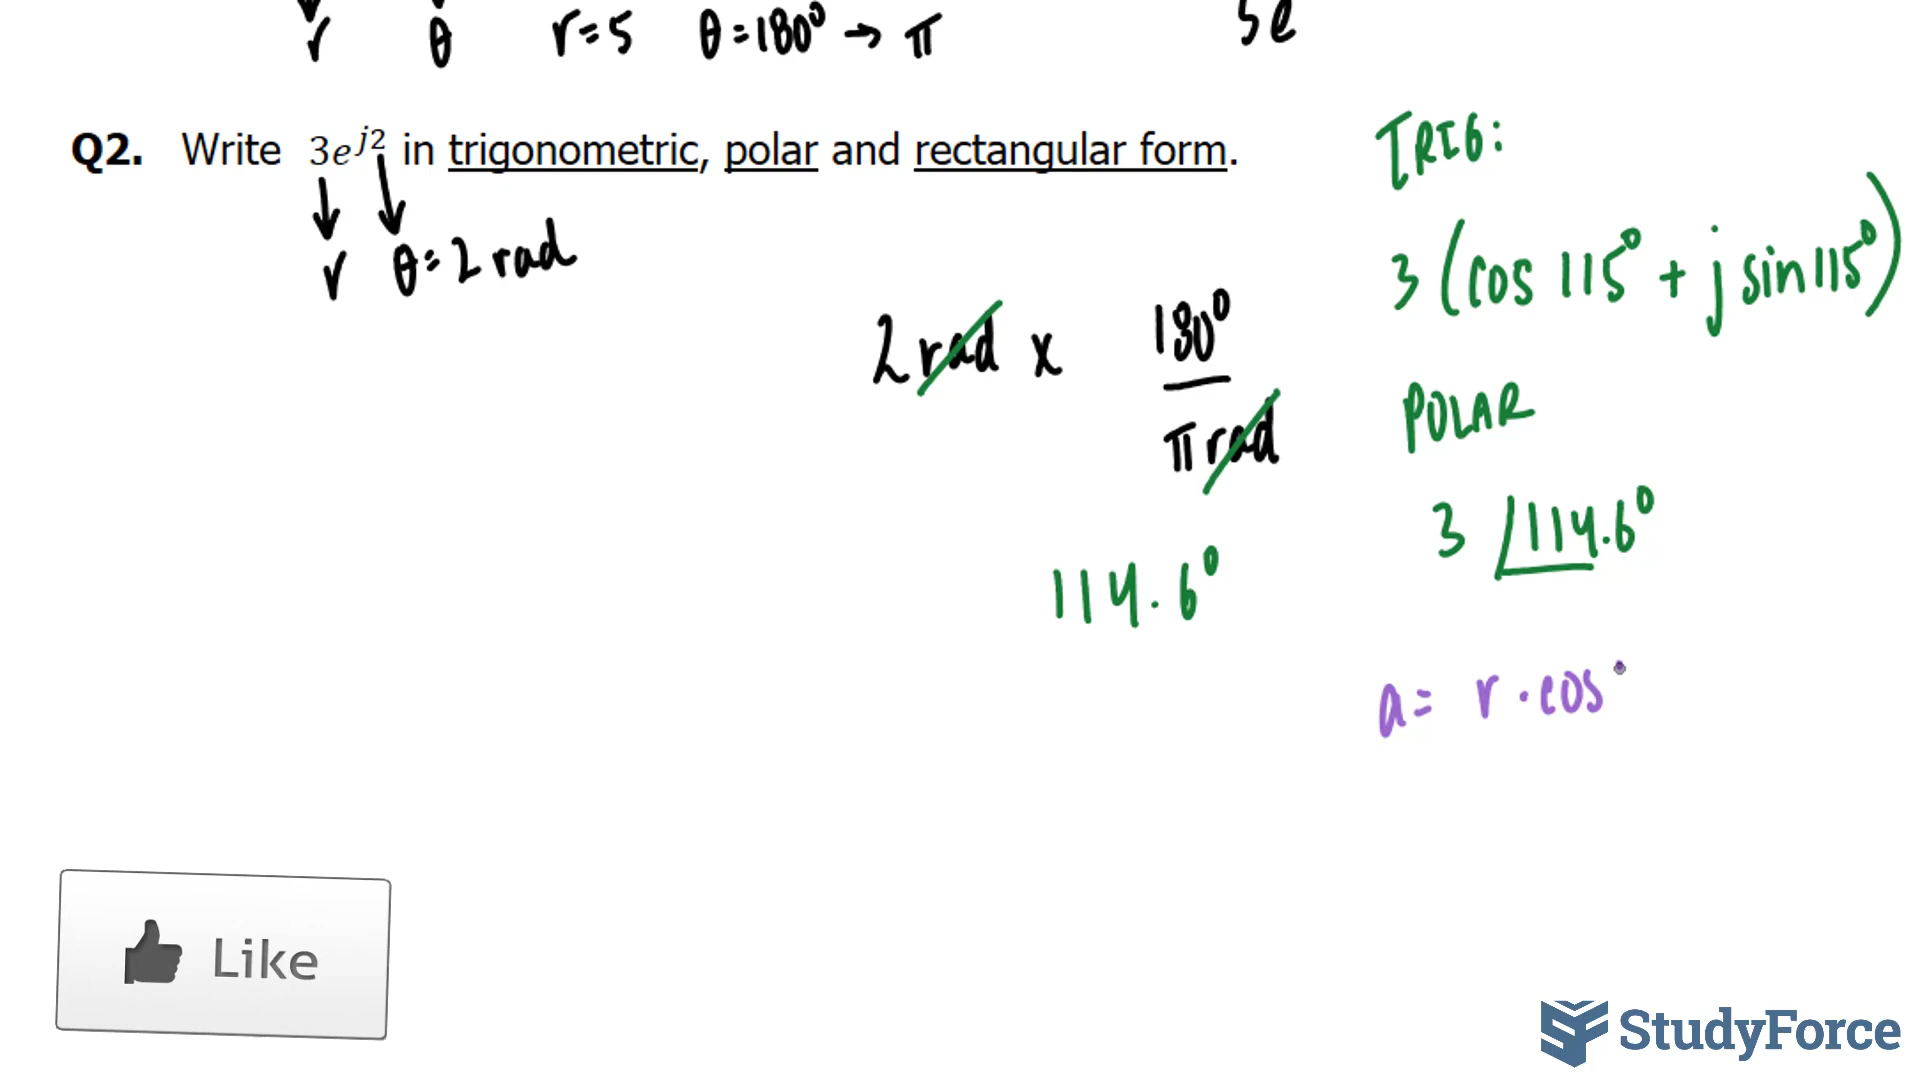 r θ r=5 θ=180° → π 5e
Q2. Write 3e^{j2} in trigonometric, polar and rectangular form.
r θ=2 rad
2 rad x 180°
π rad
114.6°
TRIG:
3 (cos 115° + j sin 115°)
POLAR
3 ∠114.6°
a = r · cos
Like
StudyForce